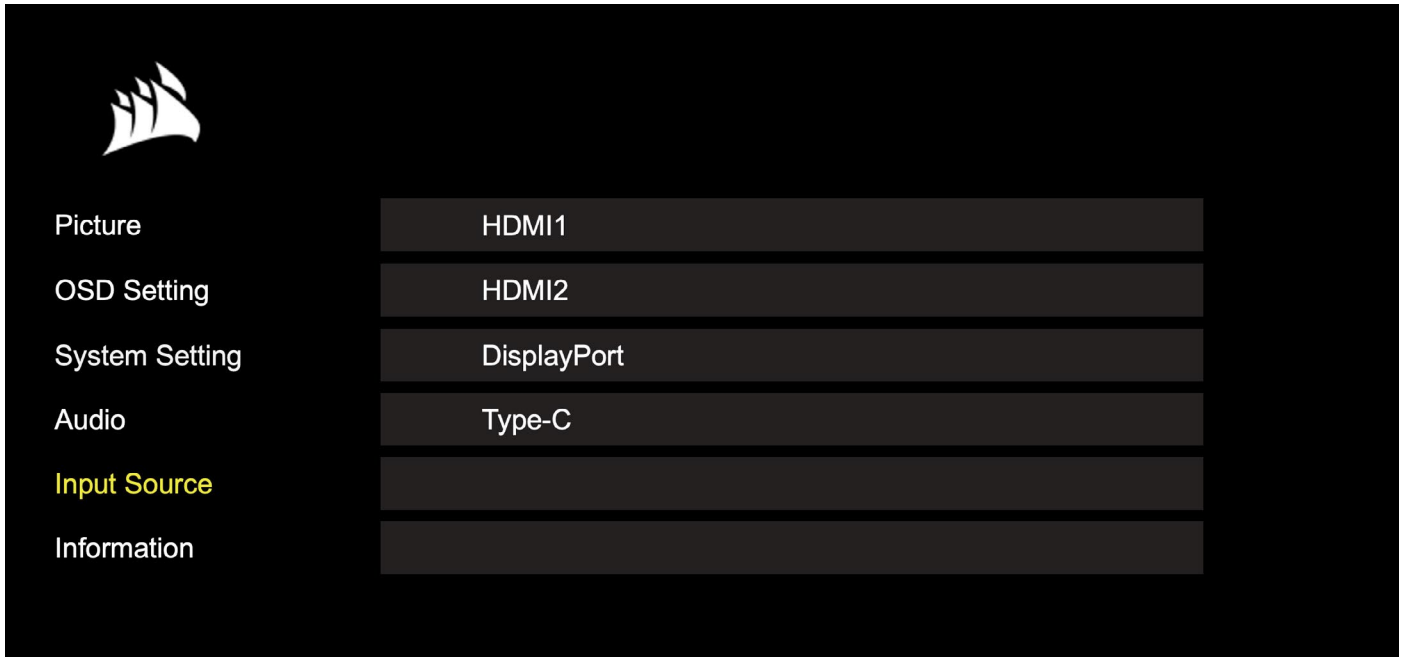 Picture
HDMI1
OSD Setting
HDMI2
System Setting
DisplayPort
Audio
Type-C
Input Source
Information